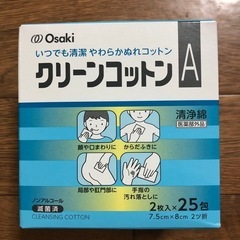 Osaki
いつでも清潔 やわらかぬれコットン
クリーンコットンA
清浄綿
医薬部外品
顔や口まわりに
からだふきに
局部や肛門部に
手指の
汚れ落としに
ノンアルコール
滅菌済
CLEANSING COTTON
2枚入×25包
7.5cm×8cm 2ツ折